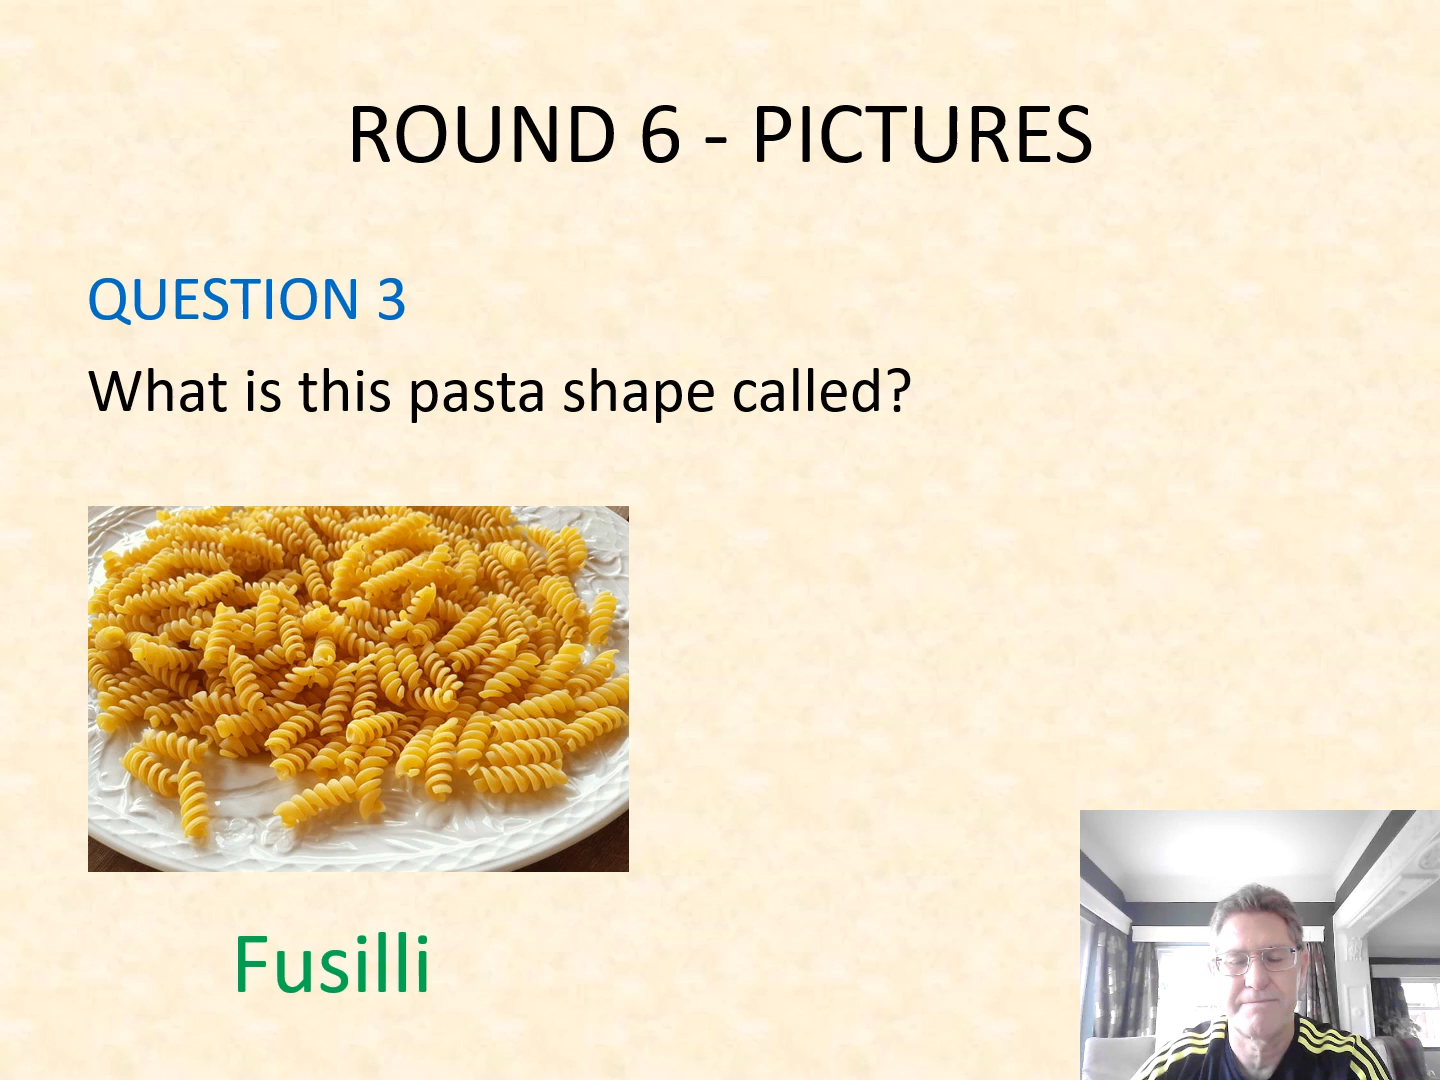 ROUND 6 - PICTURES
QUESTION 3
What is this pasta shape called?
Fusilli